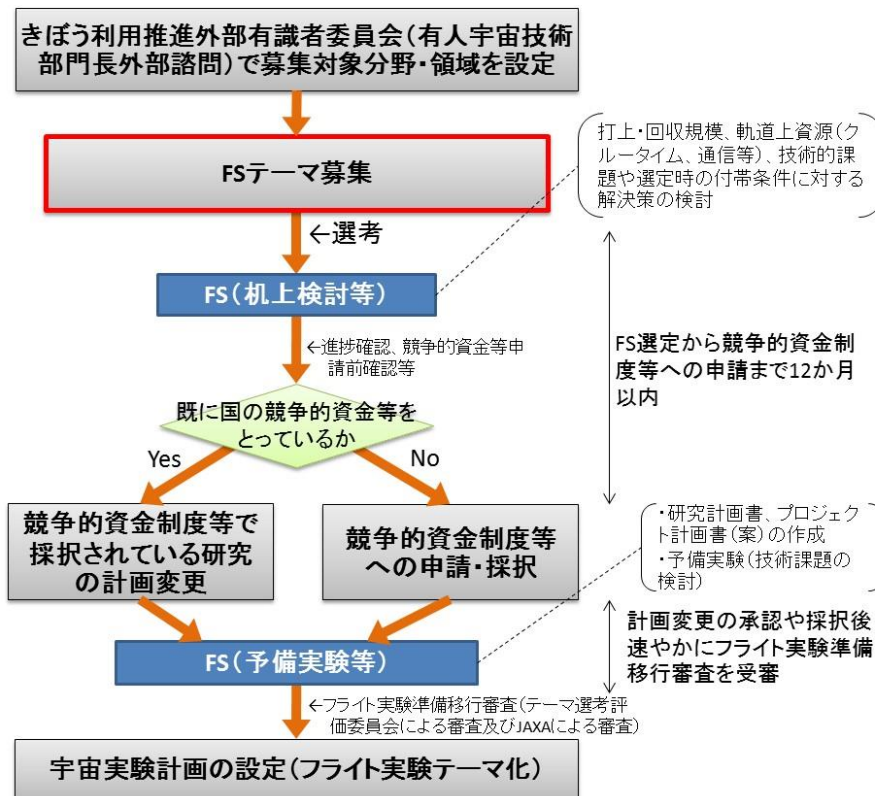 きぼう利用推進外部有識者委員会(有人宇宙技術
部門長外部諮問)で募集対象分野・領域を設定
FSテーマ募集
打上・回収規模、軌道上資源(ク
ルータイム、通信等)、技術的課
題や選定時の付帯条件に対する
解決策の検討
←選考
FS(机上検討等)
←進捗確認、競争的資金等申
請前確認等
FS選定から競争的資金制
度等への申請まで12か月
以内
既に国の競争的資金等を
とっているか
Yes
No
競争的資金制度等で
採択されている研究
の計画変更
競争的資金制度等
への申請・採択
・研究計画書、プロジェク
ト計画書(案)の作成
・予備実験(技術課題の
検討)
計画変更の承認や採択後
速やかにフライト実験準備
移行審査を受審
FS(予備実験等)
←フライト実験準備移行審査(テーマ選考評
価委員会による審査及びJAXAによる審査)
宇宙実験計画の設定(フライト実験テーマ化)